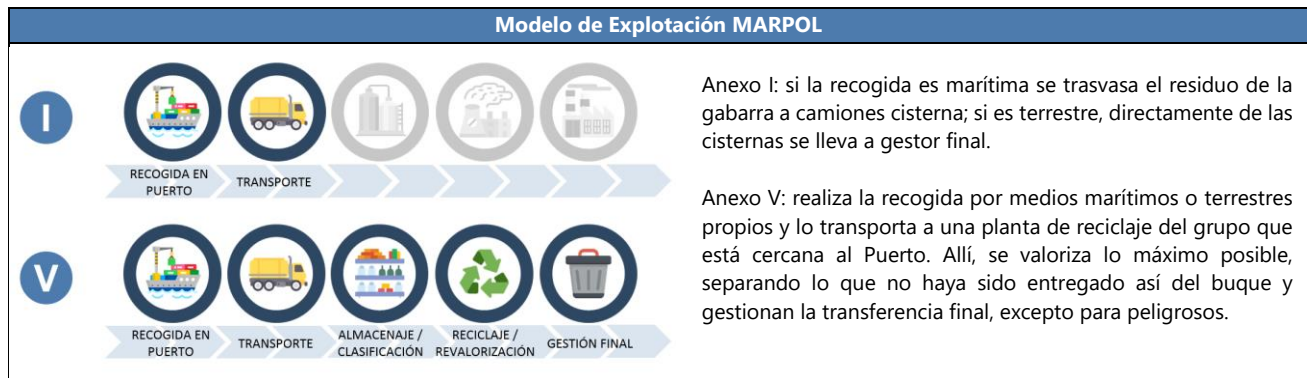 Modelo de Explotación MARPOL
I
RECOGIDA EN
PUERTO
TRANSPORTE
Anexo I: si la recogida es marítima se trasvasa el residuo de la
gabarra a camiones cisterna; si es terrestre, directamente de las
cisternas se lleva a gestor final.
V
RECOGIDA EN
PUERTO
TRANSPORTE
ALMACENAJE /
CLASIFICACIÓN
RECICLAJE /
REVALORIZACIÓN
GESTIÓN FINAL
Anexo V: realiza la recogida por medios marítimos o terrestres
propios y lo transporta a una planta de reciclaje del grupo que
está cercana al Puerto. Allí, se valoriza lo máximo posible,
separando lo que no haya sido entregado así del buque y
gestionan la transferencia final, excepto para peligrosos.